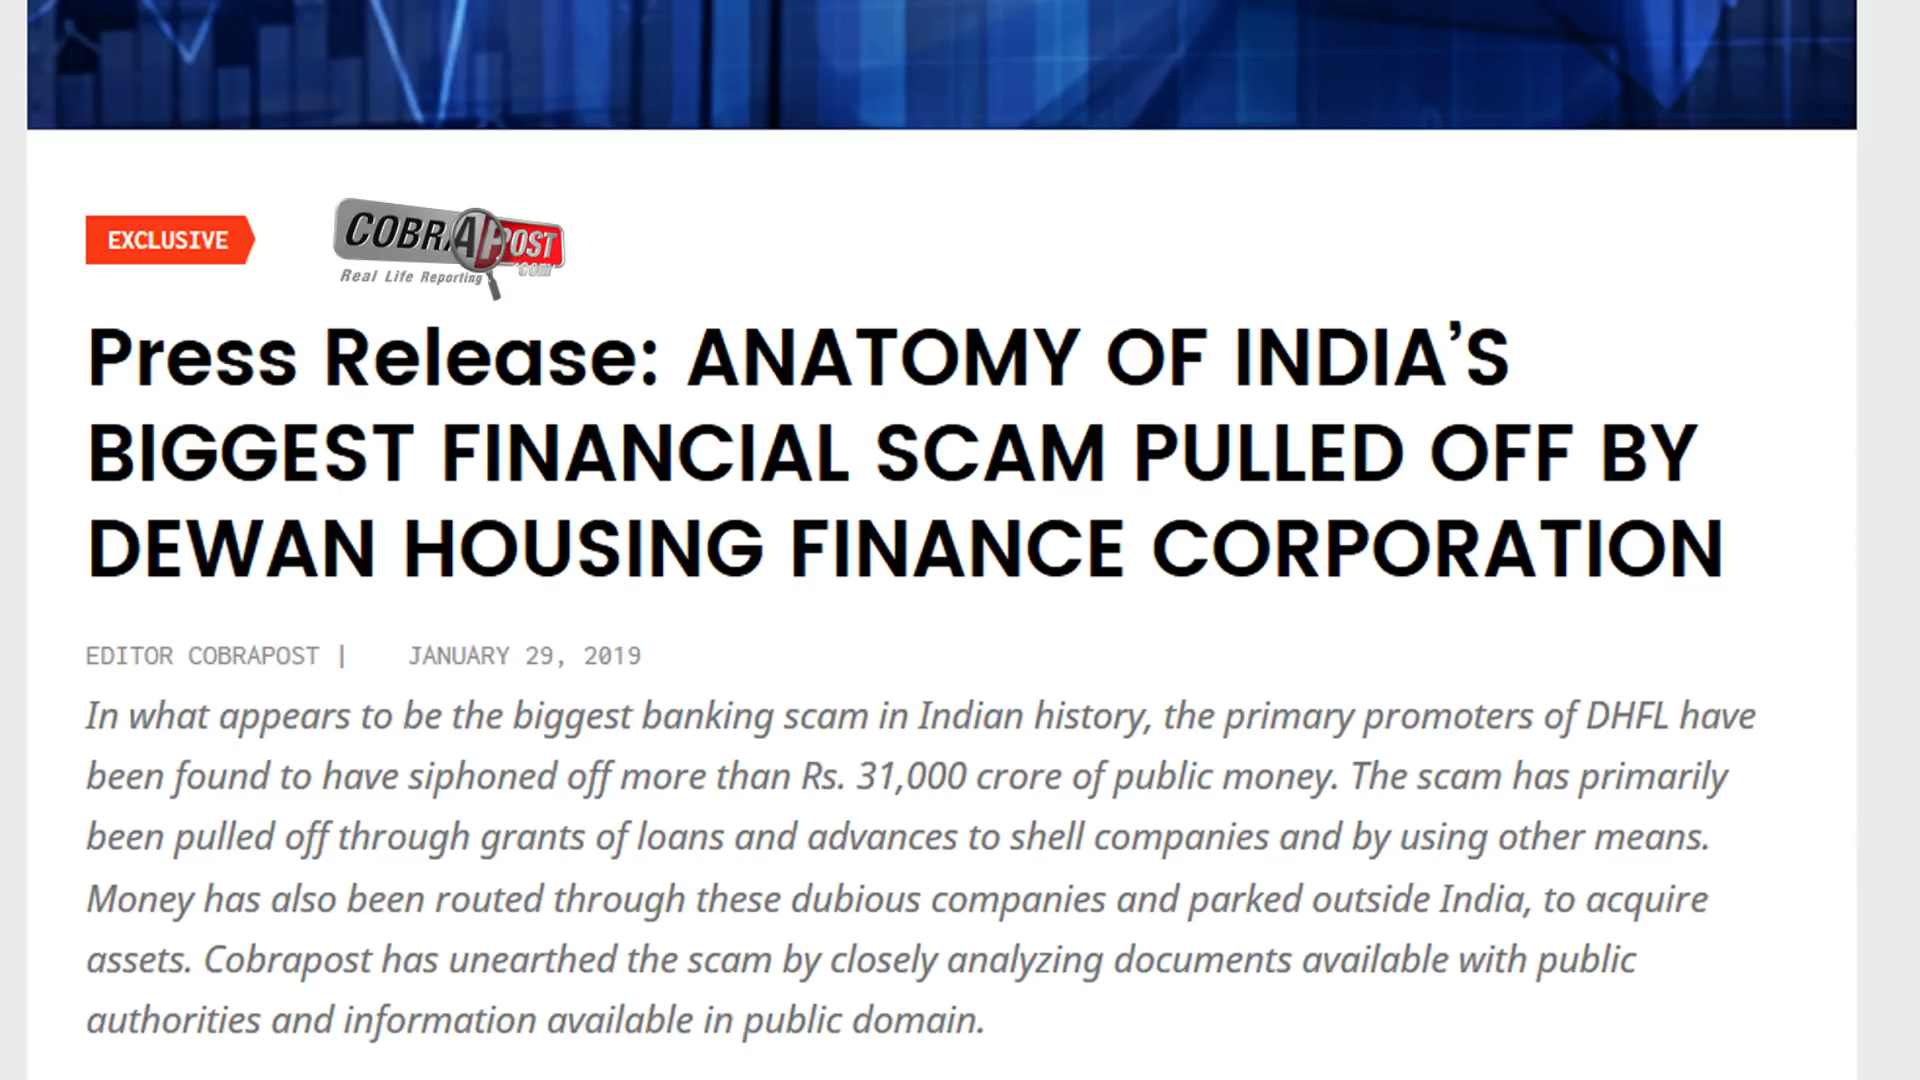 EXCLUSIVE
COBRAPOST
.COM
Real Life Reporting
Press Release: ANATOMY OF INDIA’S
BIGGEST FINANCIAL SCAM PULLED OFF BY
DEWAN HOUSING FINANCE CORPORATION
EDITOR COBRAPOST | JANUARY 29, 2019
In what appears to be the biggest banking scam in Indian history, the primary promoters of DHFL have
been found to have siphoned off more than Rs. 31,000 crore of public money. The scam has primarily
been pulled off through grants of loans and advances to shell companies and by using other means.
Money has also been routed through these dubious companies and parked outside India, to acquire
assets. Cobrapost has unearthed the scam by closely analyzing documents available with public
authorities and information available in public domain.